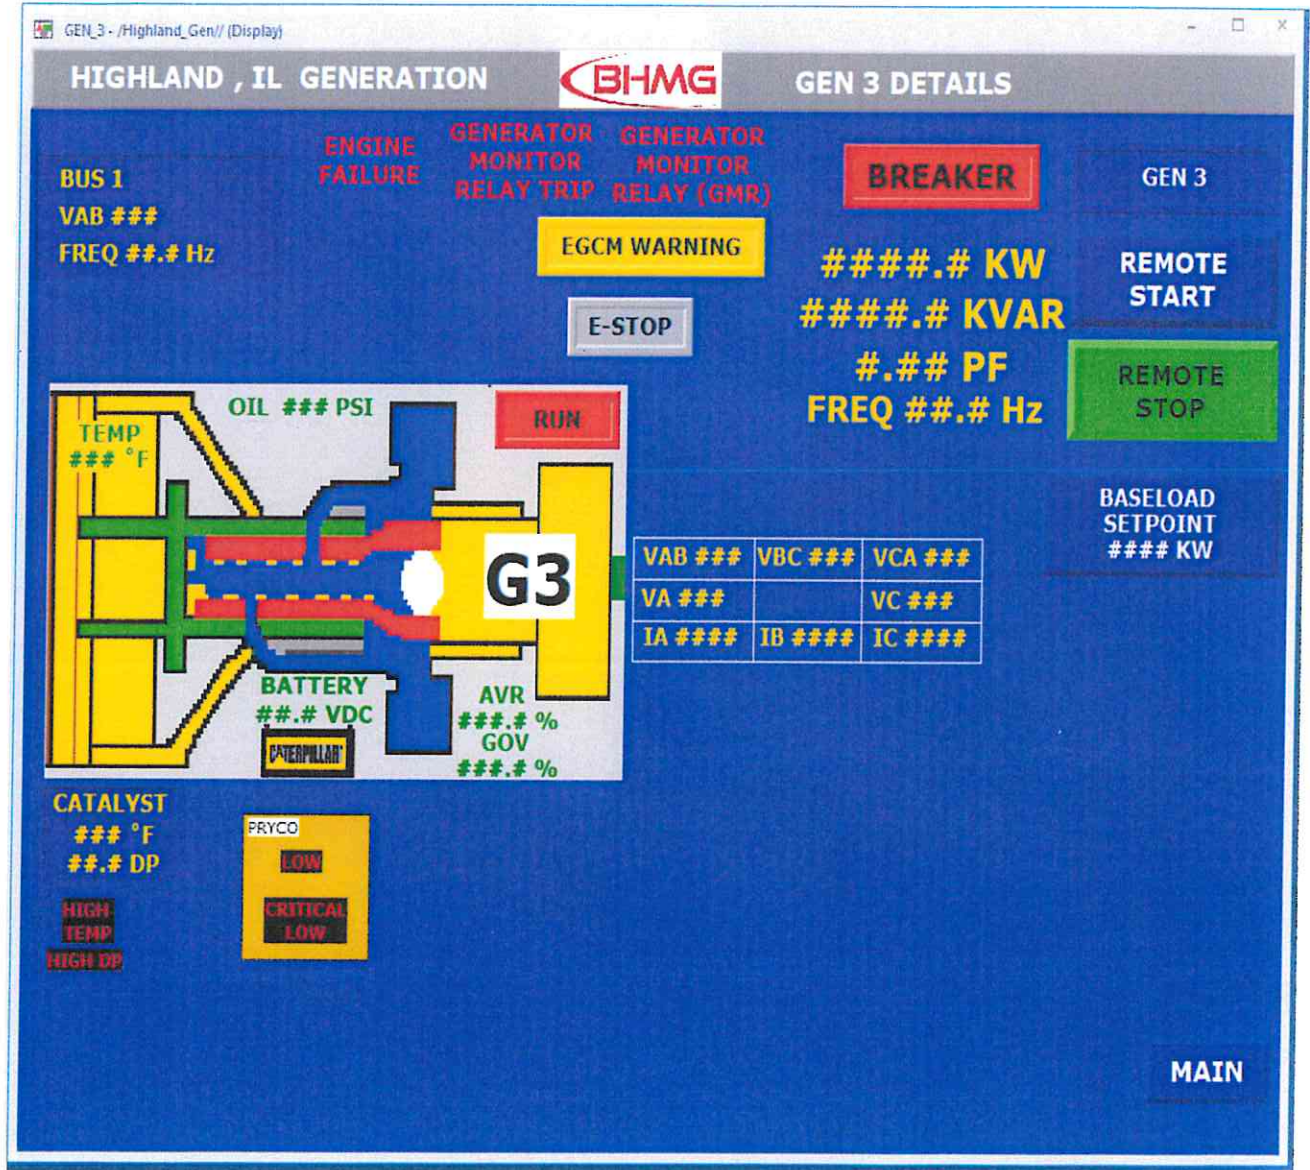 GEN_3 - /Highland_Gen// (Display)
HIGHLAND , IL GENERATION
BHMG
GEN 3 DETAILS
BUS 1
VAB ###
FREQ ##.# Hz
ENGINE
FAILURE
GENERATOR
MONITOR
RELAY TRIP
GENERATOR
MONITOR
RELAY (GMR)
EGCM WARNING
E-STOP
BREAKER
GEN 3
####.# KW
####.# KVAR
#.## PF
FREQ ##.# Hz
REMOTE
START
REMOTE
STOP
BASELOAD
SETPOINT
#### KW
OIL ### PSI
RUN
TEMP
### °F
G3
BATTERY
##.# VDC
CATERPILLAR
AVR
###.# %
GOV
###.# %
VAB ### VBC ### VCA ###
VA ### VC ###
IA #### IB #### IC ####
CATALYST
### °F
##.# DP
HIGH
TEMP
HIGH DP
PRYCO
LOW
CRITICAL
LOW
MAIN